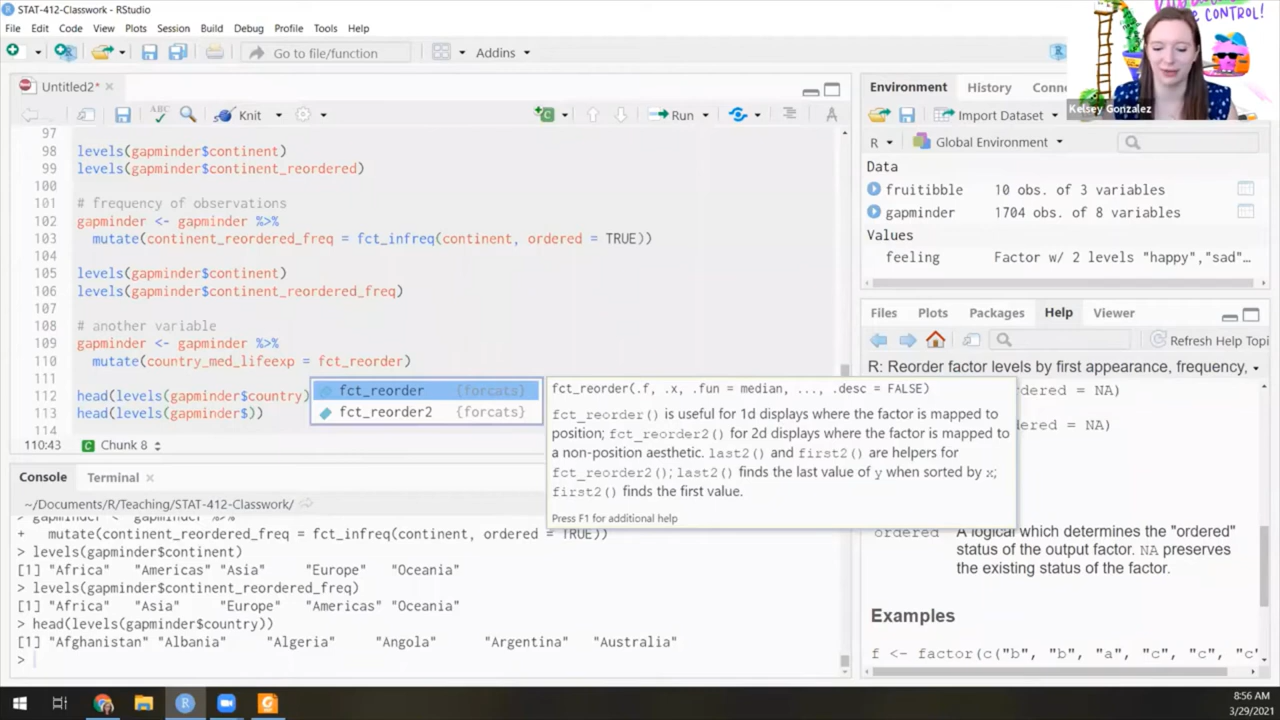 STAT-412-Classwork - RStudio
File Edit Code View Plots Session Build Debug Profile Tools Help
CONTROL!
Go to file/function Addins
Kelsey Gonzalez
Untitled2*
Environment History
ABC Knit Run
Import Dataset
R Global Environment
97
98 levels(gapminder$continent)
99 levels(gapminder$continent_reordered)
100
101 # frequency of observations
102 gapminder <- gapminder %>%
103 mutate(continent_reordered_freq = fct_infreq(continent, ordered = TRUE))
104
105 levels(gapminder$continent)
106 levels(gapminder$continent_reordered_freq)
107
108 # another variable
109 gapminder <- gapminder %>%
110 mutate(country_med_lifeexp = fct_reorder)
111
112 head(levels(gapminder$country)
113 head(levels(gapminder$))
114
110:43 Chunk 8
fct_reorder {forcats}
fct_reorder2 {forcats}
fct_reorder(.f, .x, .fun = median, ..., .desc = FALSE)
fct_reorder() is useful for 1d displays where the factor is mapped to
position; fct_reorder2() for 2d displays where the factor is mapped to
a non-position aesthetic. last2() and first2() are helpers for
fct_reorder2(); last2() finds the last value of y when sorted by x;
first2() finds the first value.
Press F1 for additional help
Data
fruitibble 10 obs. of 3 variables
gapminder 1704 obs. of 8 variables
Values
feeling Factor w/ 2 levels "happy","sad"…
Files Plots Packages Help Viewer
Refresh Help Topi
R: Reorder factor levels by first appearance, frequency,
ordered = NA)
ordered = NA)
ordered A logical which determines the "ordered"
status of the output factor. NA preserves
the existing status of the factor.
Examples
f <- factor(c("b", "b", "a", "c", "c", "c"
Console Terminal
~/Documents/R/Teaching/STAT-412-Classwork/
gapminder <- gapminder %>%
+ mutate(continent_reordered_freq = fct_infreq(continent, ordered = TRUE))
> levels(gapminder$continent)
[1] "Africa" "Americas" "Asia" "Europe" "Oceania"
> levels(gapminder$continent_reordered_freq)
[1] "Africa" "Asia" "Europe" "Americas" "Oceania"
> head(levels(gapminder$country))
[1] "Afghanistan" "Albania" "Algeria" "Angola" "Argentina" "Australia"
>
8:56 AM
3/29/2021